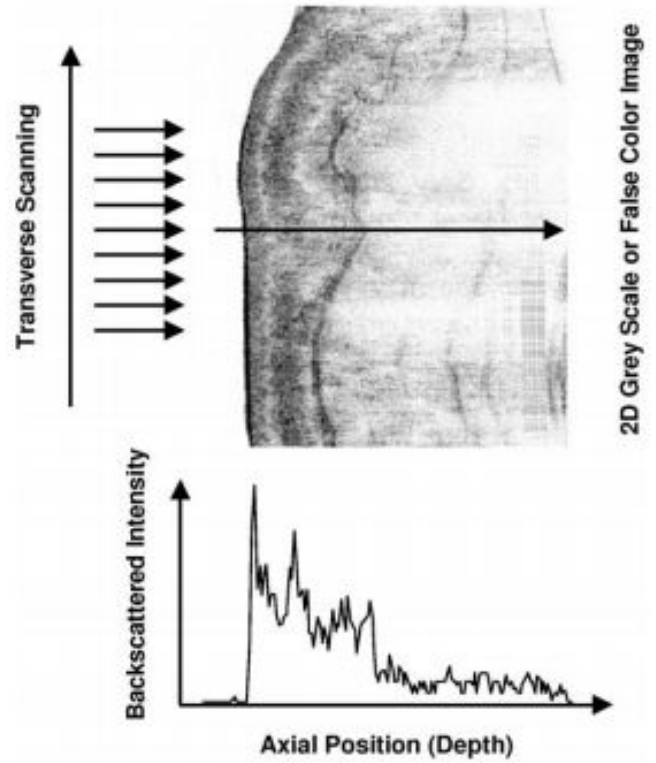 Transverse Scanning
2D Grey Scale or False Color Image
Backscattered Intensity
Axial Position (Depth)